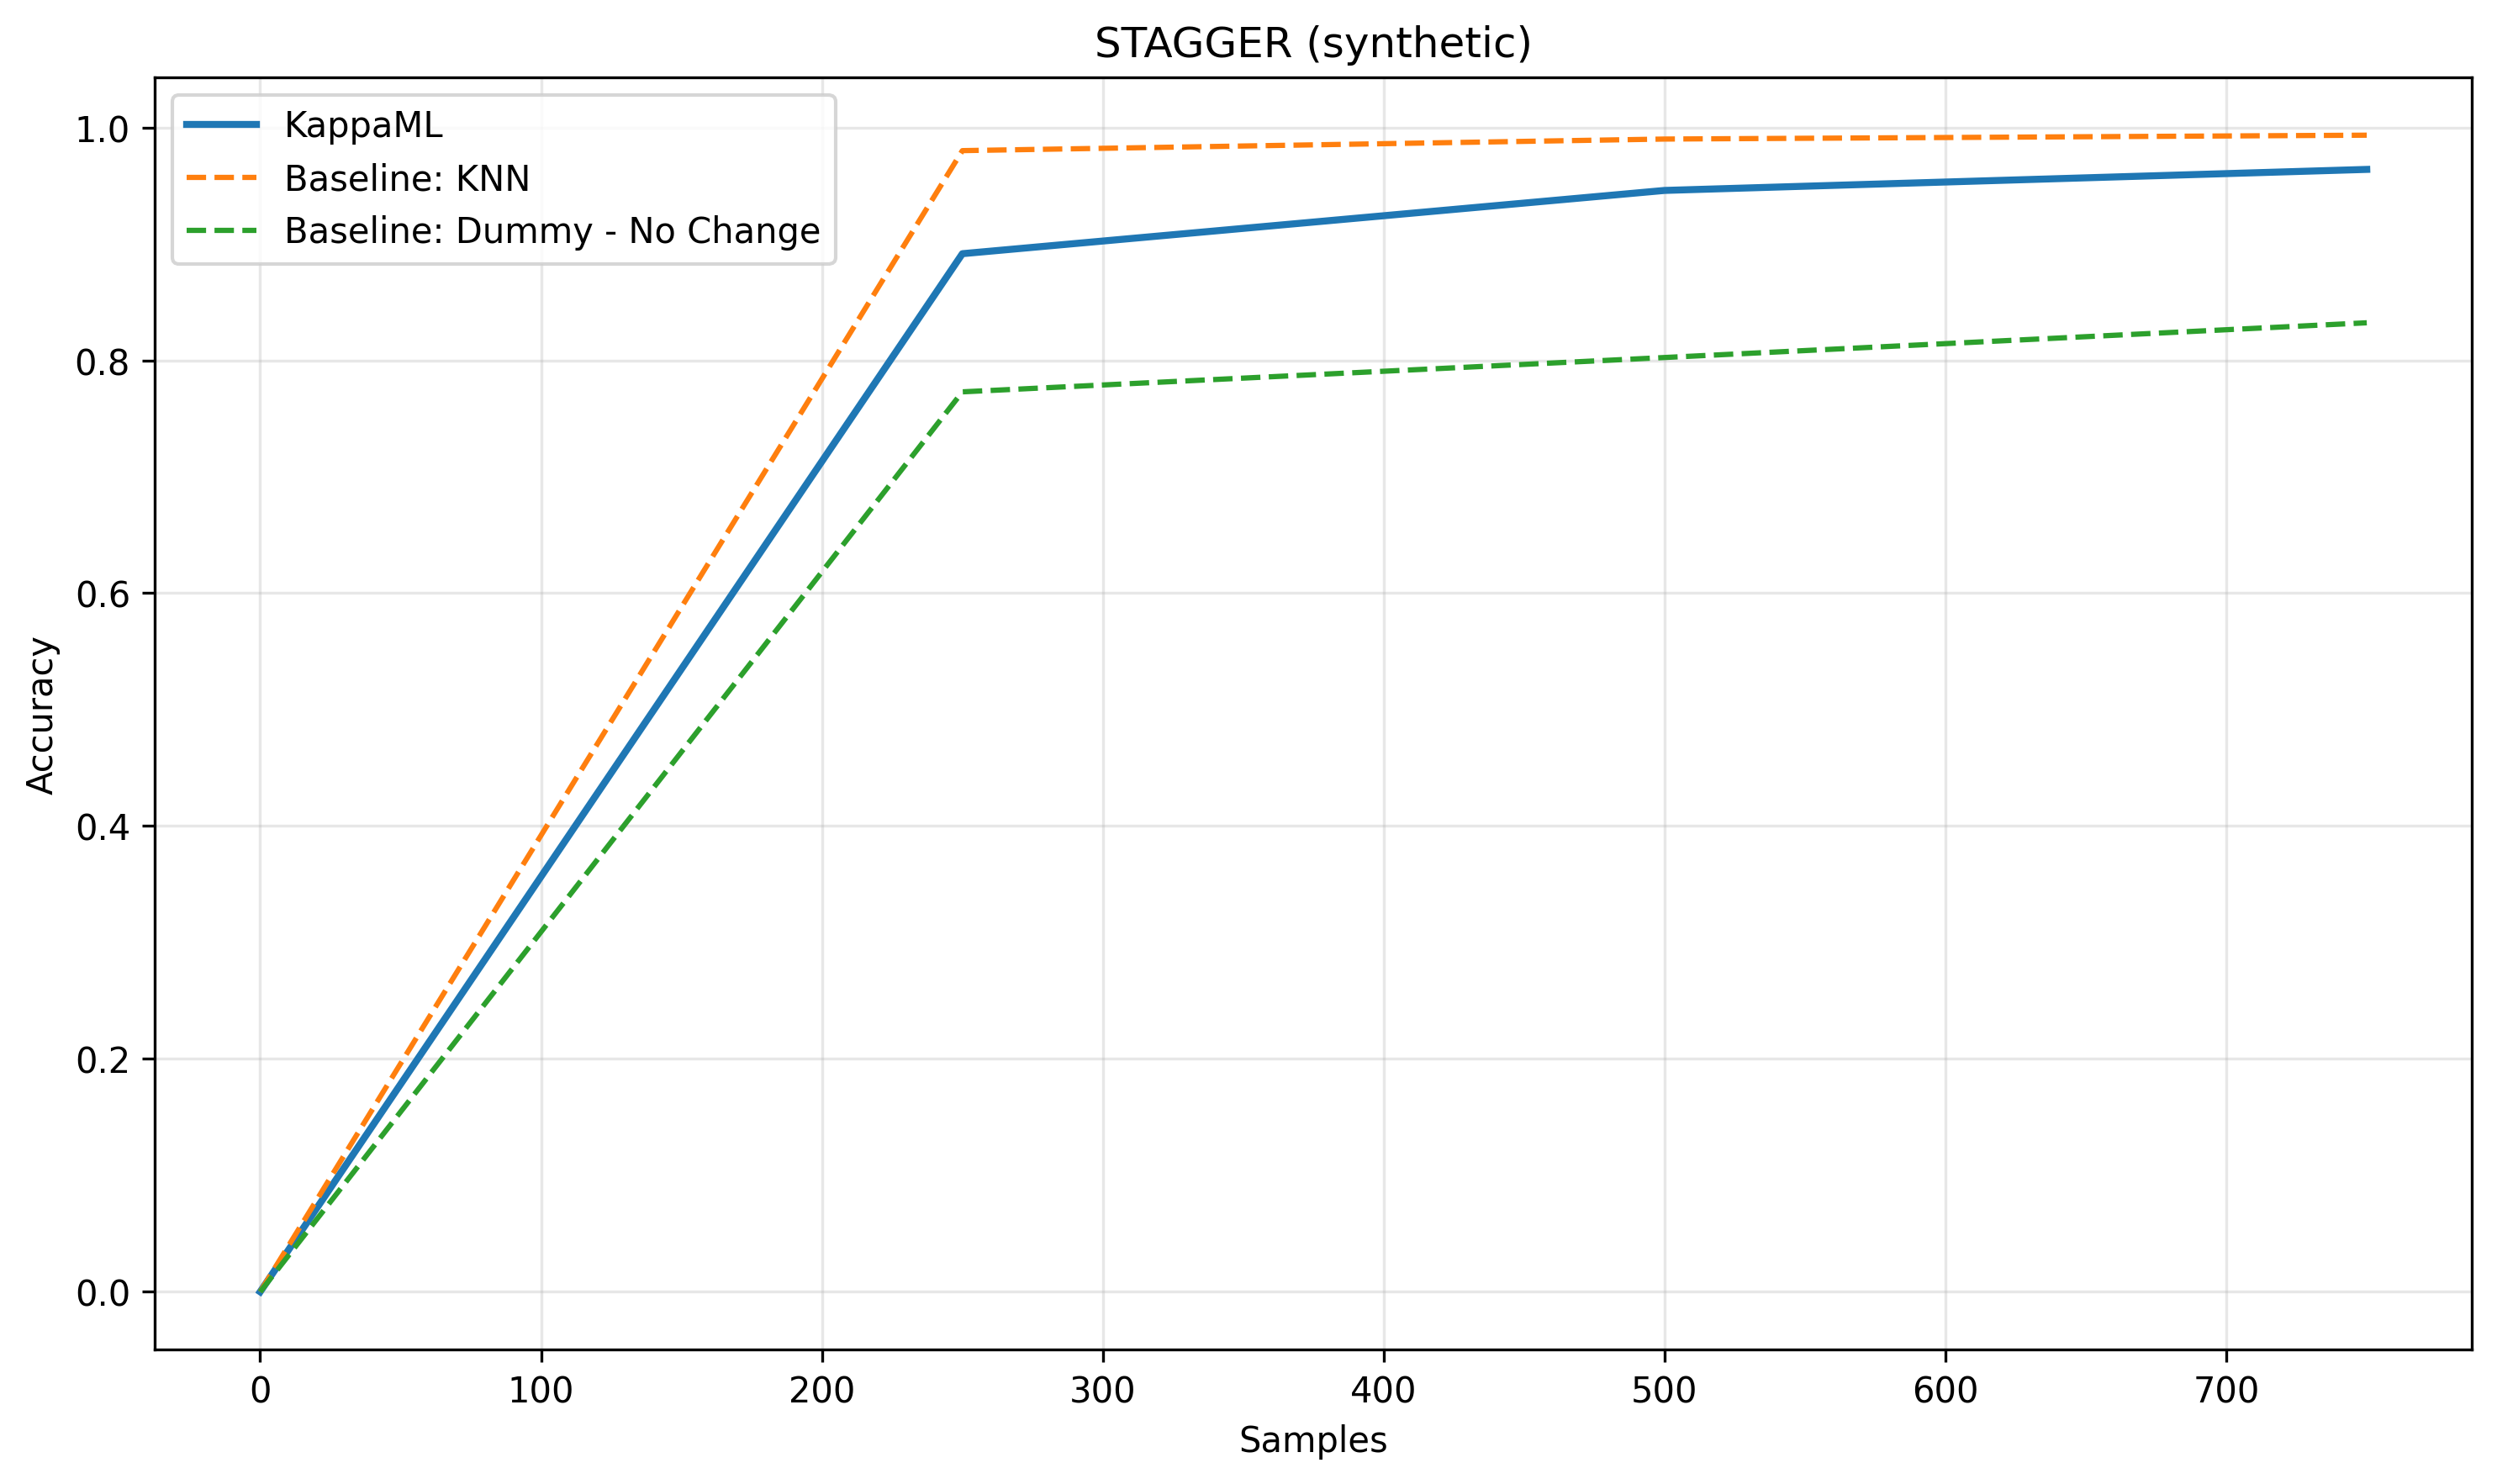 STAGGER (synthetic)
KappaML
Baseline: KNN
Baseline: Dummy - No Change
Accuracy
1.0
0.8
0.6
0.4
0.2
0.0
0 100 200 300 400 500 600 700
Samples